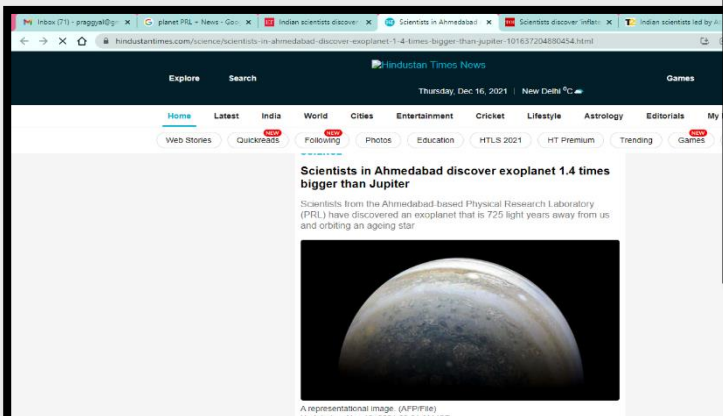 Inbox (71) - praggyal@g
planet PRL + News - Goo
Indian scientists discover
Scientists in Ahmedabad
Scientists discover 'inflat
Indian scientists led by A
hindustantimes.com/science/scientists-in-ahmedabad-discover-exoplanet-1-4-times-bigger-than-jupiter-101637204880454.html
Hindustan Times News
Explore Search Games
Thursday, Dec 16, 2021 | New Delhi °C
Home Latest India World Cities Entertainment Cricket Lifestyle Astrology Editorials My
NEW NEW NEW
Web Stories Quickreads Following Photos Education HTLS 2021 HT Premium Trending Games
Scientists in Ahmedabad discover exoplanet 1.4 times
bigger than Jupiter
Scientists from the Ahmedabad-based Physical Research Laboratory
(PRL) have discovered an exoplanet that is 725 light years away from us
and orbiting an ageing star
A representational image. (AFP/File)